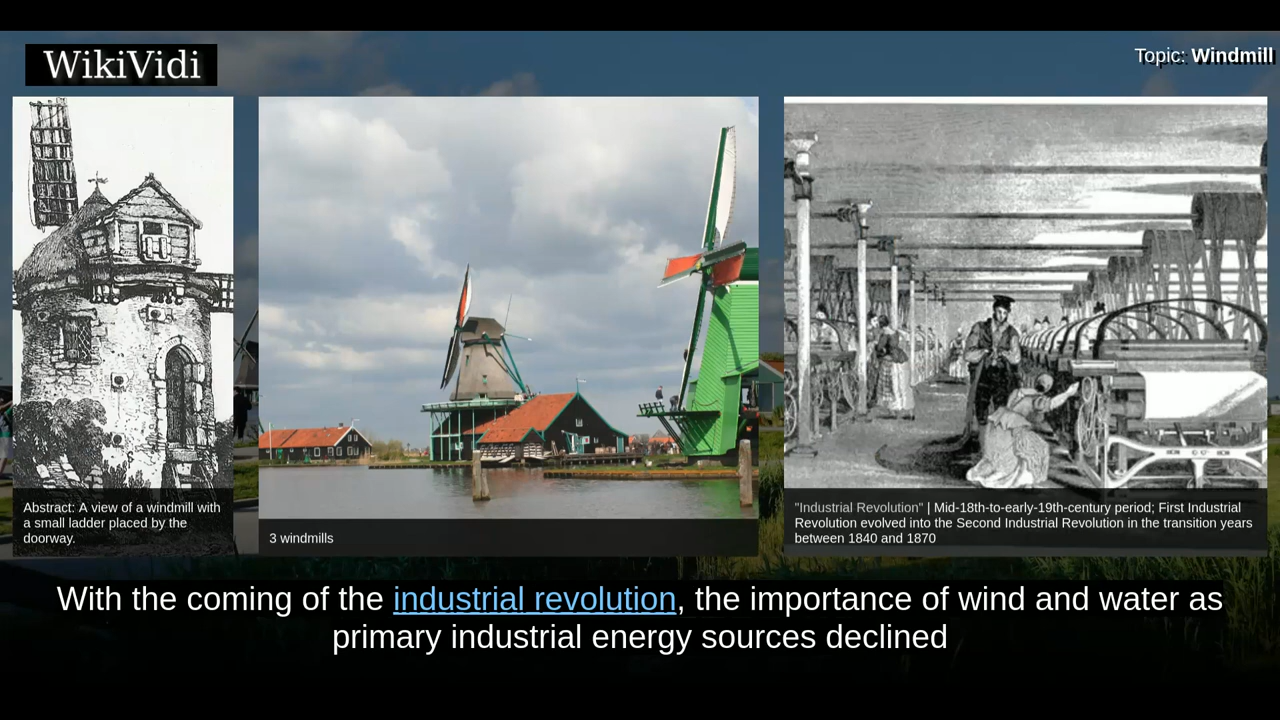 WikiVidi
Topic: Windmill
Abstract: A view of a windmill with
a small ladder placed by the
doorway.
3 windmills
"Industrial Revolution" | Mid-18th-to-early-19th-century period; First Industrial
Revolution evolved into the Second Industrial Revolution in the transition years
between 1840 and 1870
With the coming of the industrial revolution, the importance of wind and water as
primary industrial energy sources declined